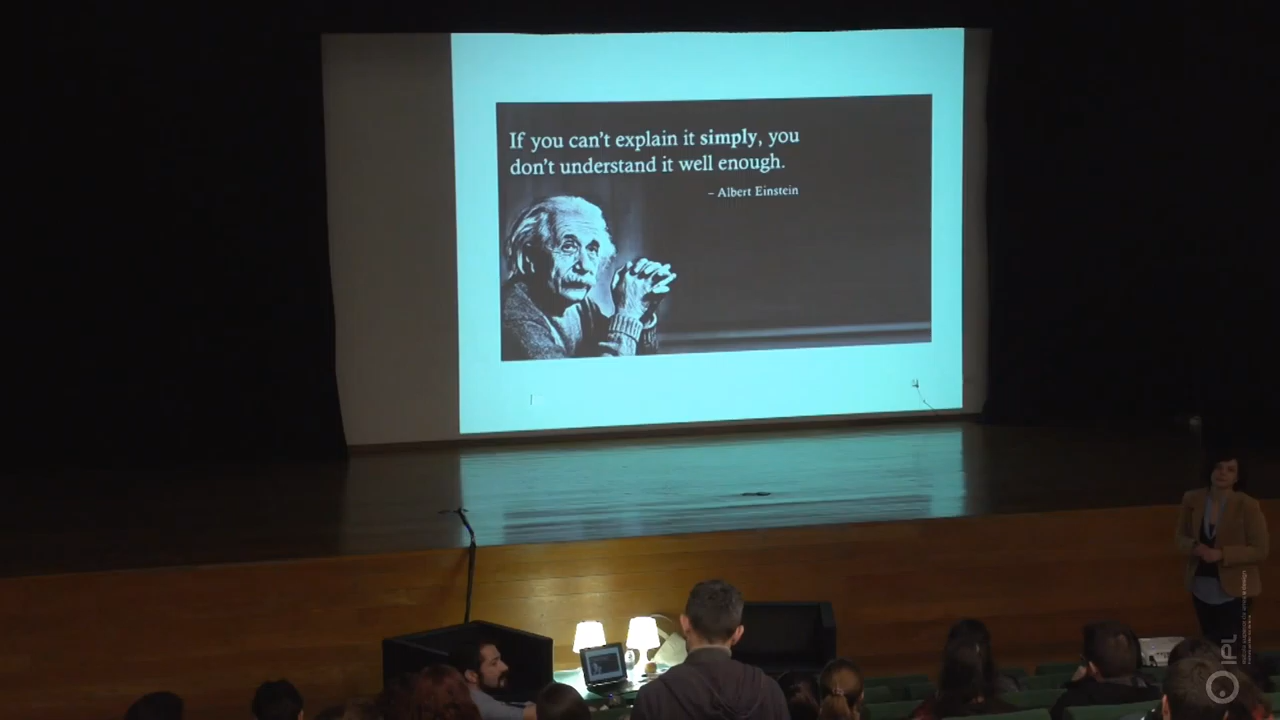 If you can't explain it simply, you
don't understand it well enough.
– Albert Einstein
IPL